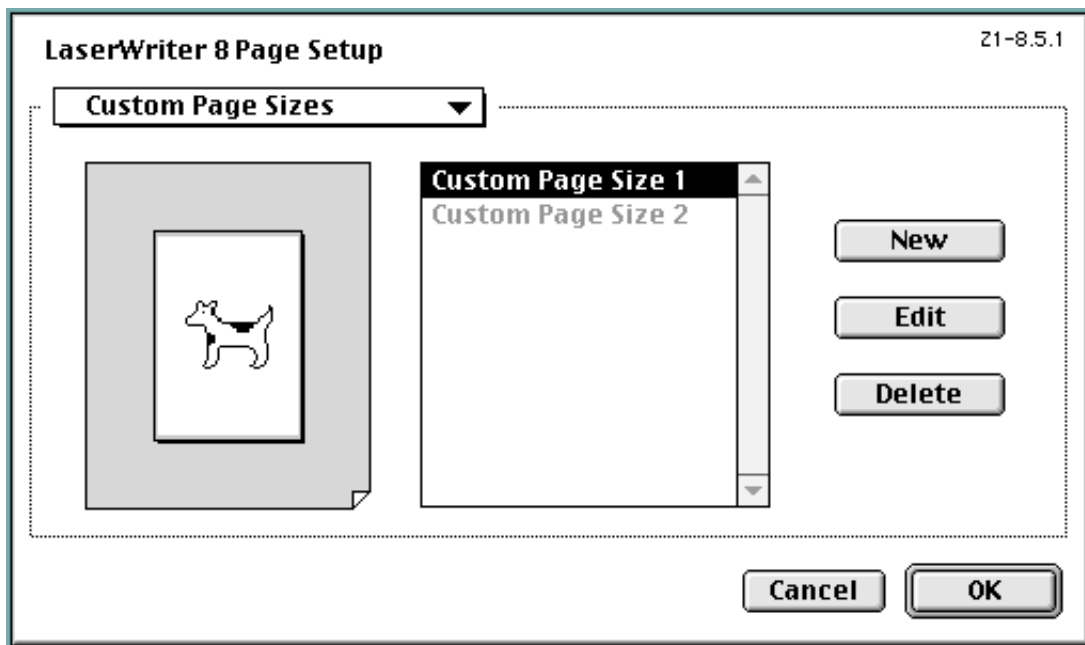 LaserWriter 8 Page Setup
Z1-8.5.1
Custom Page Sizes
Custom Page Size 1
Custom Page Size 2
New
Edit
Delete
Cancel
OK